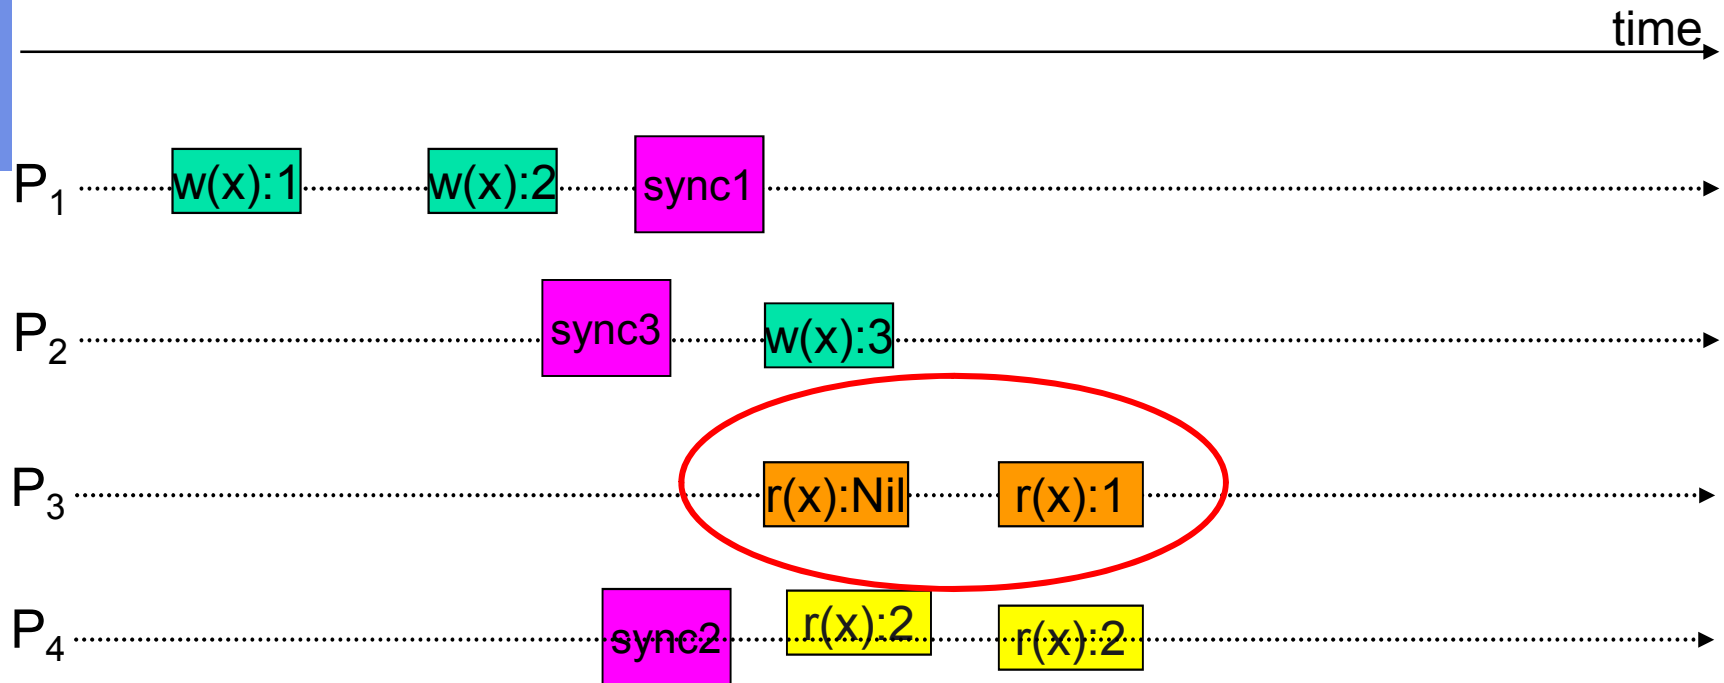 time
P1 w(x):1 w(x):2 sync1
P2 sync3 w(x):3
P3 r(x):Nil r(x):1
P4 sync2 r(x):2 r(x):2